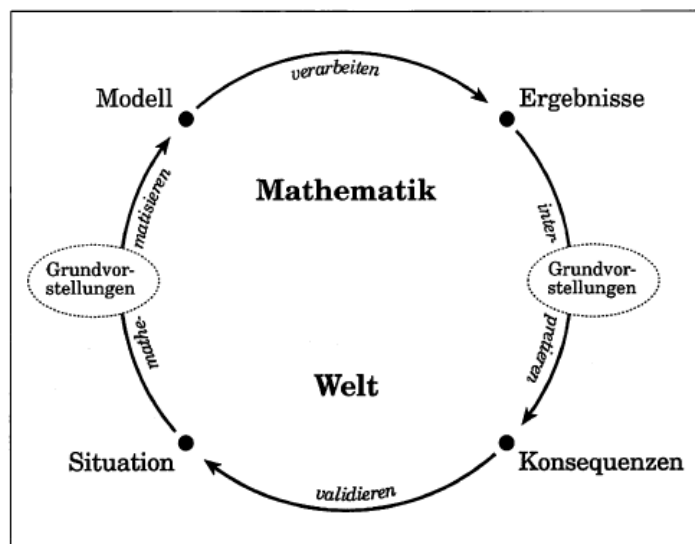 verarbeiten
Modell
Ergebnisse
matisieren
Mathematik
inter-
Grundvor-
stellungen
Grundvor-
stellungen
mathe-
pretieren
Welt
Situation
Konsequenzen
validieren